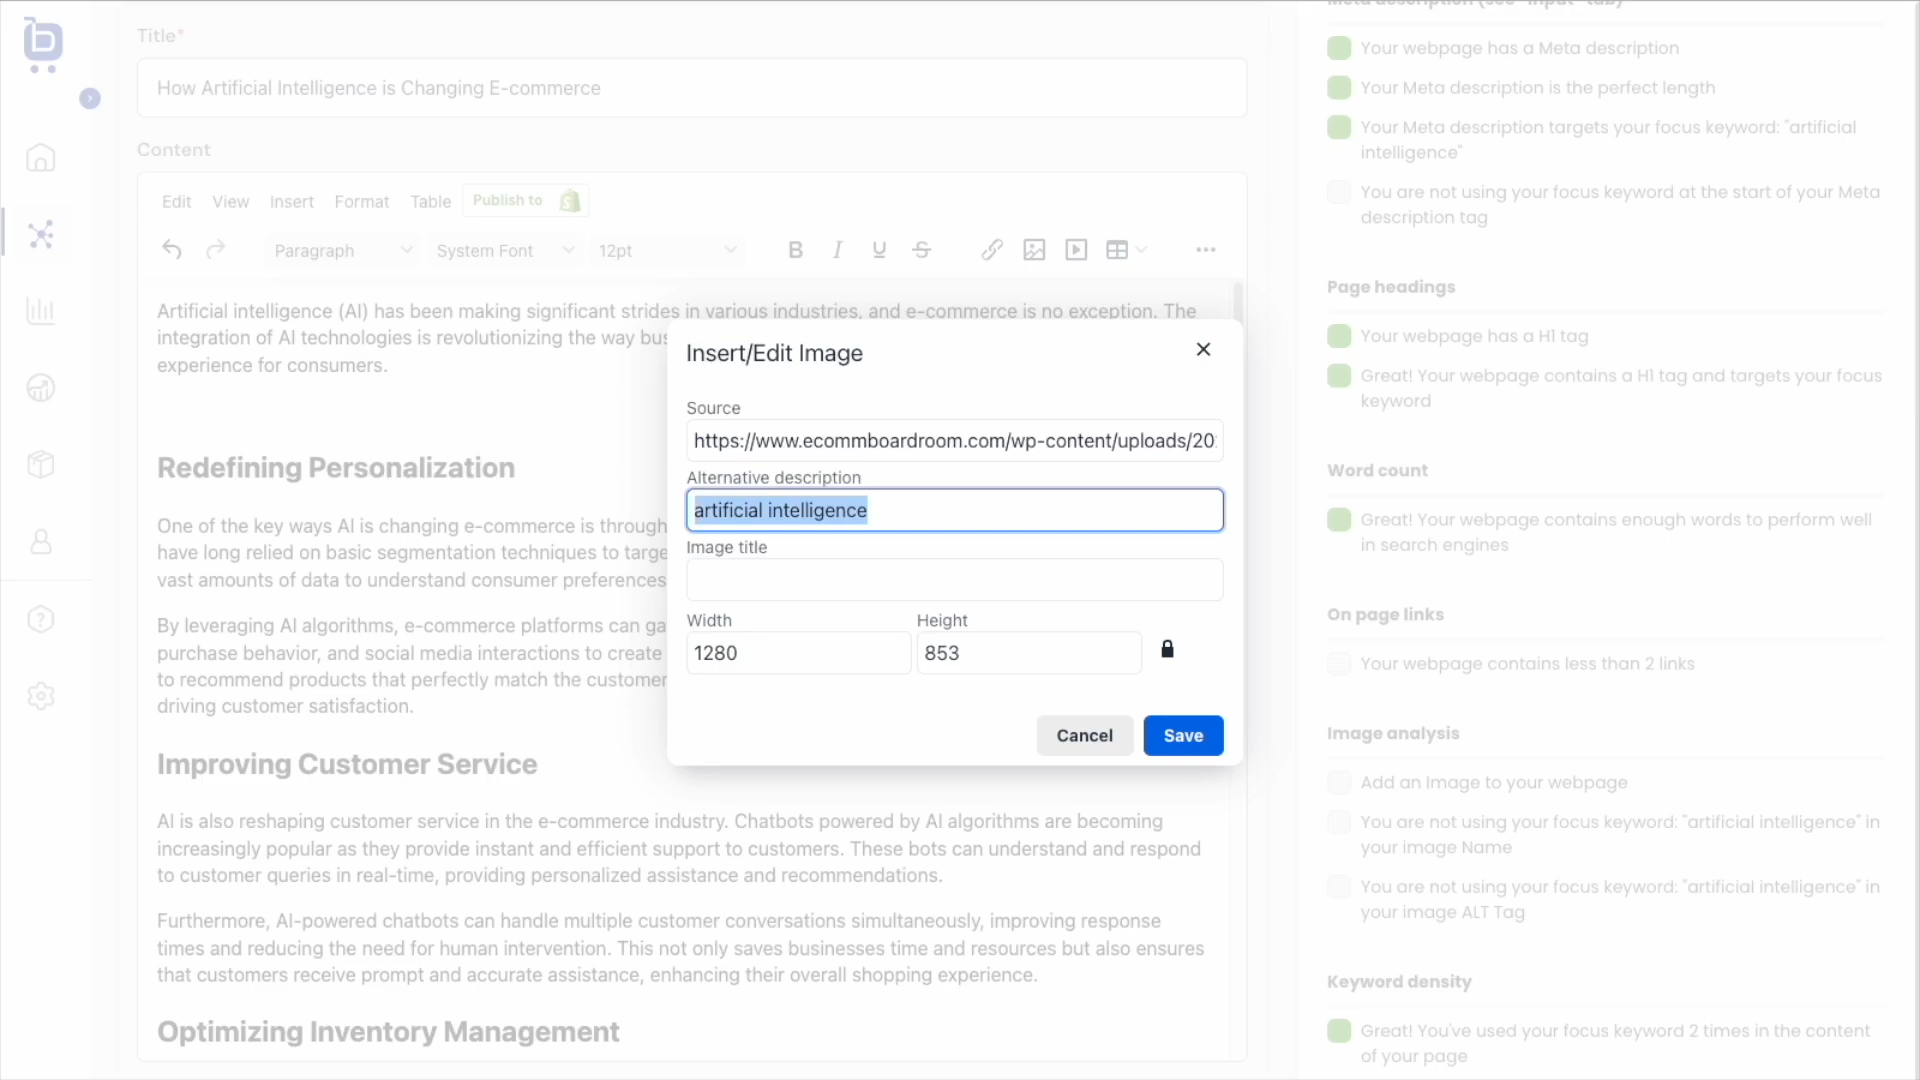 Title*
How Artificial Intelligence is Changing E-commerce
Content
Edit View Insert Format Table Publish to
Paragraph System Font 12pt
Artificial intelligence (AI) has been making significant strides in various industries, and e-commerce is no exception. The
integration of AI technologies is revolutionizing the way bus
experience for consumers.
Redefining Personalization
One of the key ways AI is changing e-commerce is through
have long relied on basic segmentation techniques to targe
vast amounts of data to understand consumer preferences
By leveraging AI algorithms, e-commerce platforms can ga
purchase behavior, and social media interactions to create
to recommend products that perfectly match the customer
driving customer satisfaction.
Improving Customer Service
AI is also reshaping customer service in the e-commerce industry. Chatbots powered by AI algorithms are becoming
increasingly popular as they provide instant and efficient support to customers. These bots can understand and respond
to customer queries in real-time, providing personalized assistance and recommendations.
Furthermore, AI-powered chatbots can handle multiple customer conversations simultaneously, improving response
times and reducing the need for human intervention. This not only saves businesses time and resources but also ensures
that customers receive prompt and accurate assistance, enhancing their overall shopping experience.
Optimizing Inventory Management
Insert/Edit Image
Source
https://www.ecommboardroom.com/wp-content/uploads/20
Alternative description
artificial intelligence
Image title
Width Height
1280 853
Cancel Save
Meta description (see "Input" tab)
Your webpage has a Meta description
Your Meta description is the perfect length
Your Meta description targets your focus keyword: "artificial
intelligence"
You are not using your focus keyword at the start of your Meta
description tag
Page headings
Your webpage has a H1 tag
Great! Your webpage contains a H1 tag and targets your focus
keyword
Word count
Great! Your webpage contains enough words to perform well
in search engines
On page links
Your webpage contains less than 2 links
Image analysis
Add an Image to your webpage
You are not using your focus keyword: "artificial intelligence" in
your image Name
You are not using your focus keyword: "artificial intelligence" in
your image ALT Tag
Keyword density
Great! You've used your focus keyword 2 times in the content
of your page